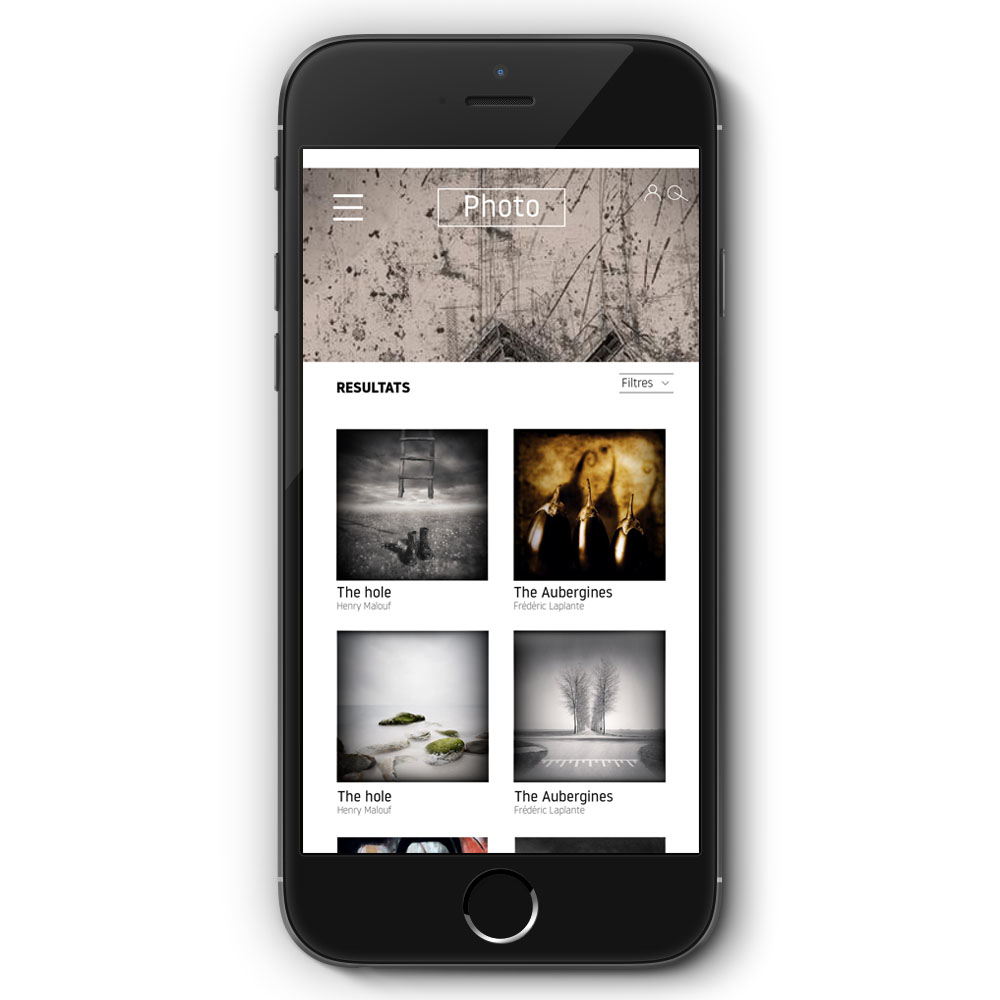 Photo
RESULTATS
Filtres
The hole
Henry Malouf
The Aubergines
Frédéric Laplante
The hole
Henry Malouf
The Aubergines
Frédéric Laplante